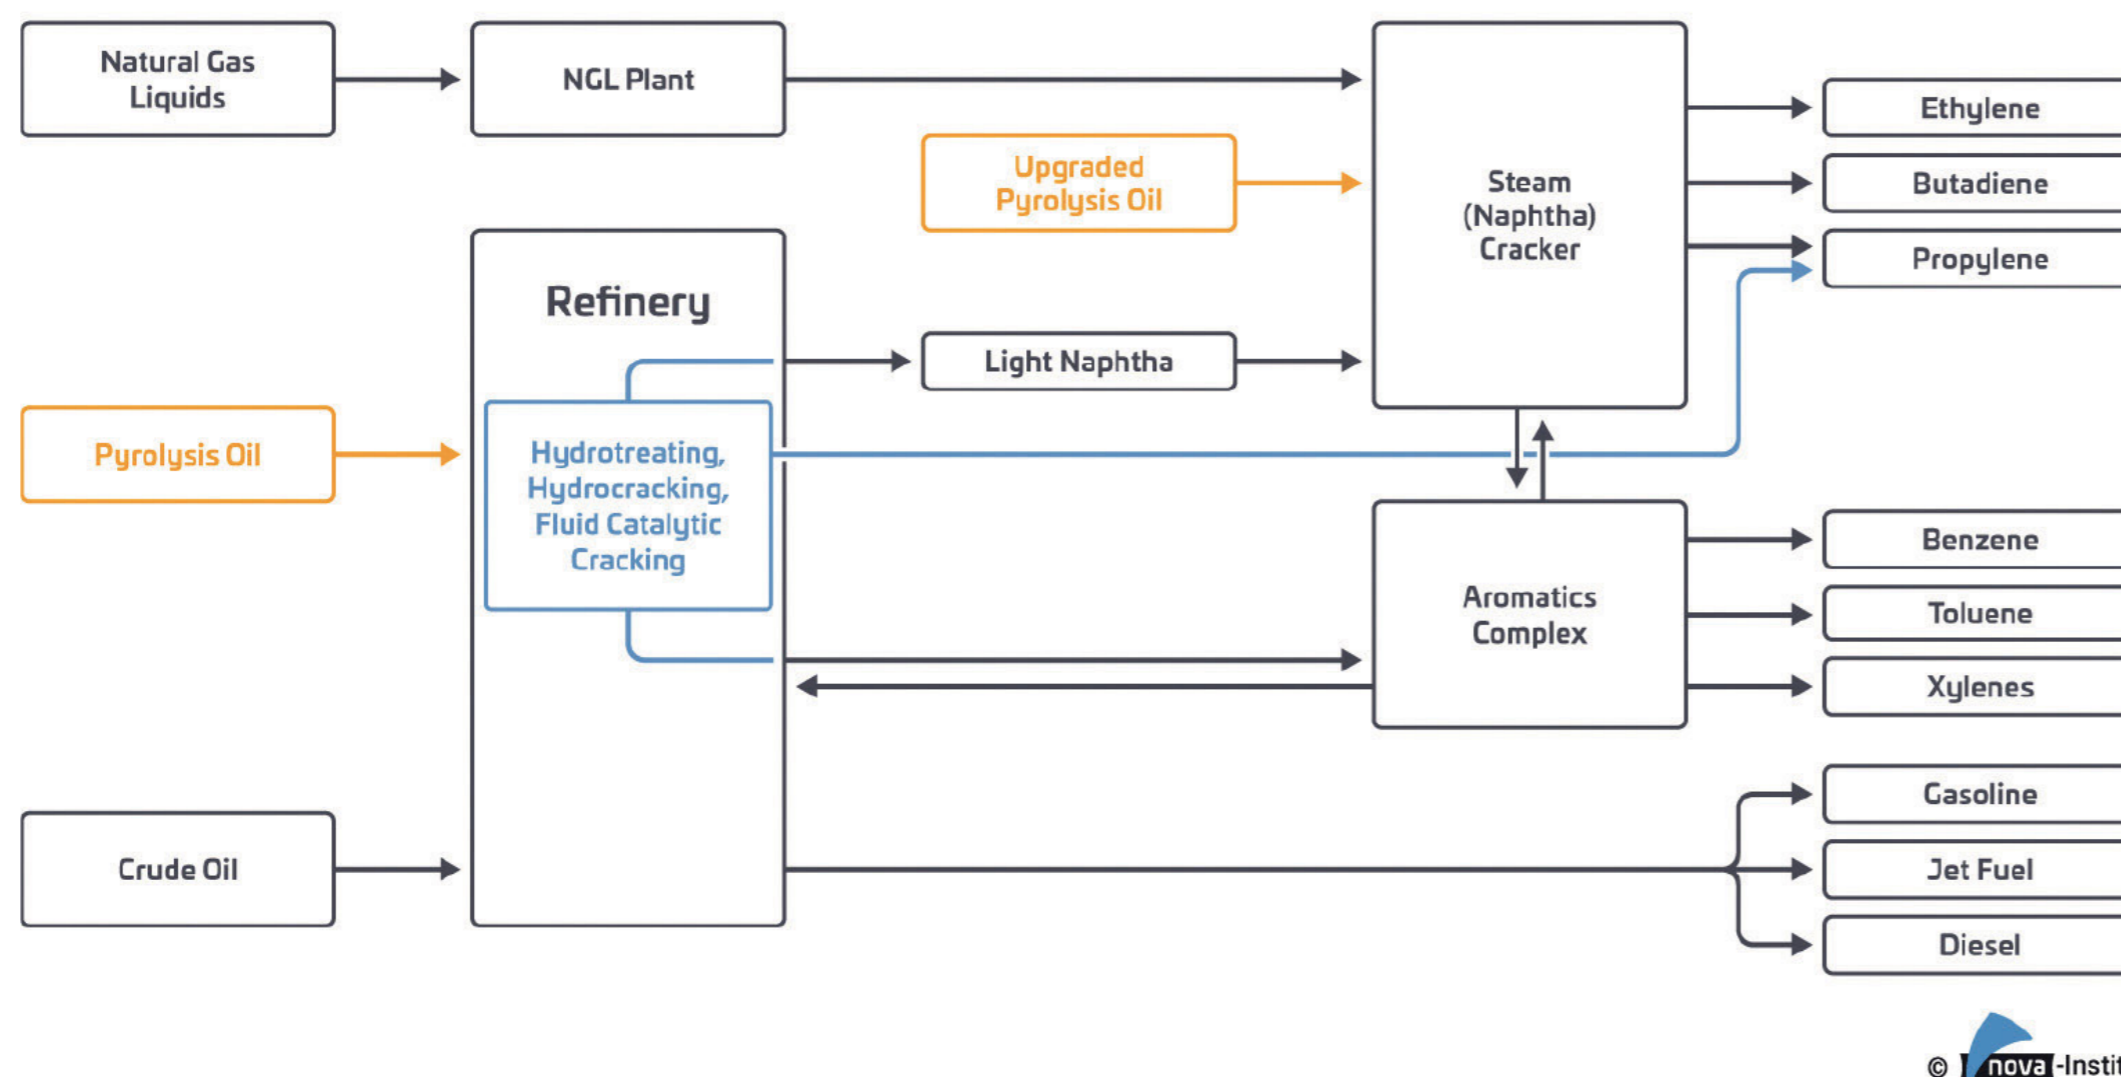 Natural Gas
Liquids
NGL Plant
Upgraded
Pyrolysis Oil
Steam
(Naphtha)
Cracker
Ethylene
Butadiene
Propylene
Refinery
Light Naphtha
Pyrolysis Oil
Hydrotreating,
Hydrocracking,
Fluid Catalytic
Cracking
Aromatics
Complex
Benzene
Toluene
Xylenes
Crude Oil
Gasoline
Jet Fuel
Diesel
© nova-Instit